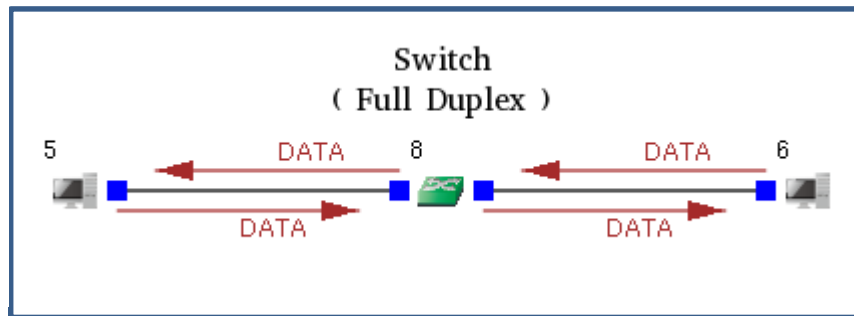 Switch
( Full Duplex )
5 DATA 8 DATA 6
DATA DATA